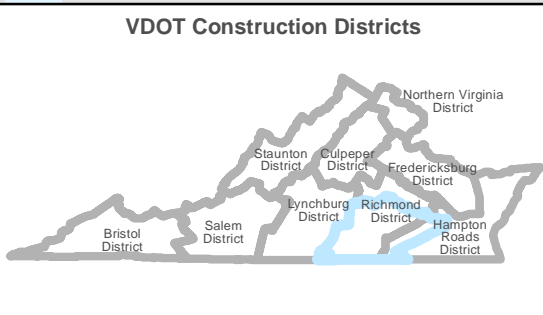 VDOT Construction Districts
Northern Virginia
District
Staunton
District
Culpeper
District
Fredericksburg
District
Lynchburg
District
Richmond
District
Hampton
Roads
District
Salem
District
Bristol
District